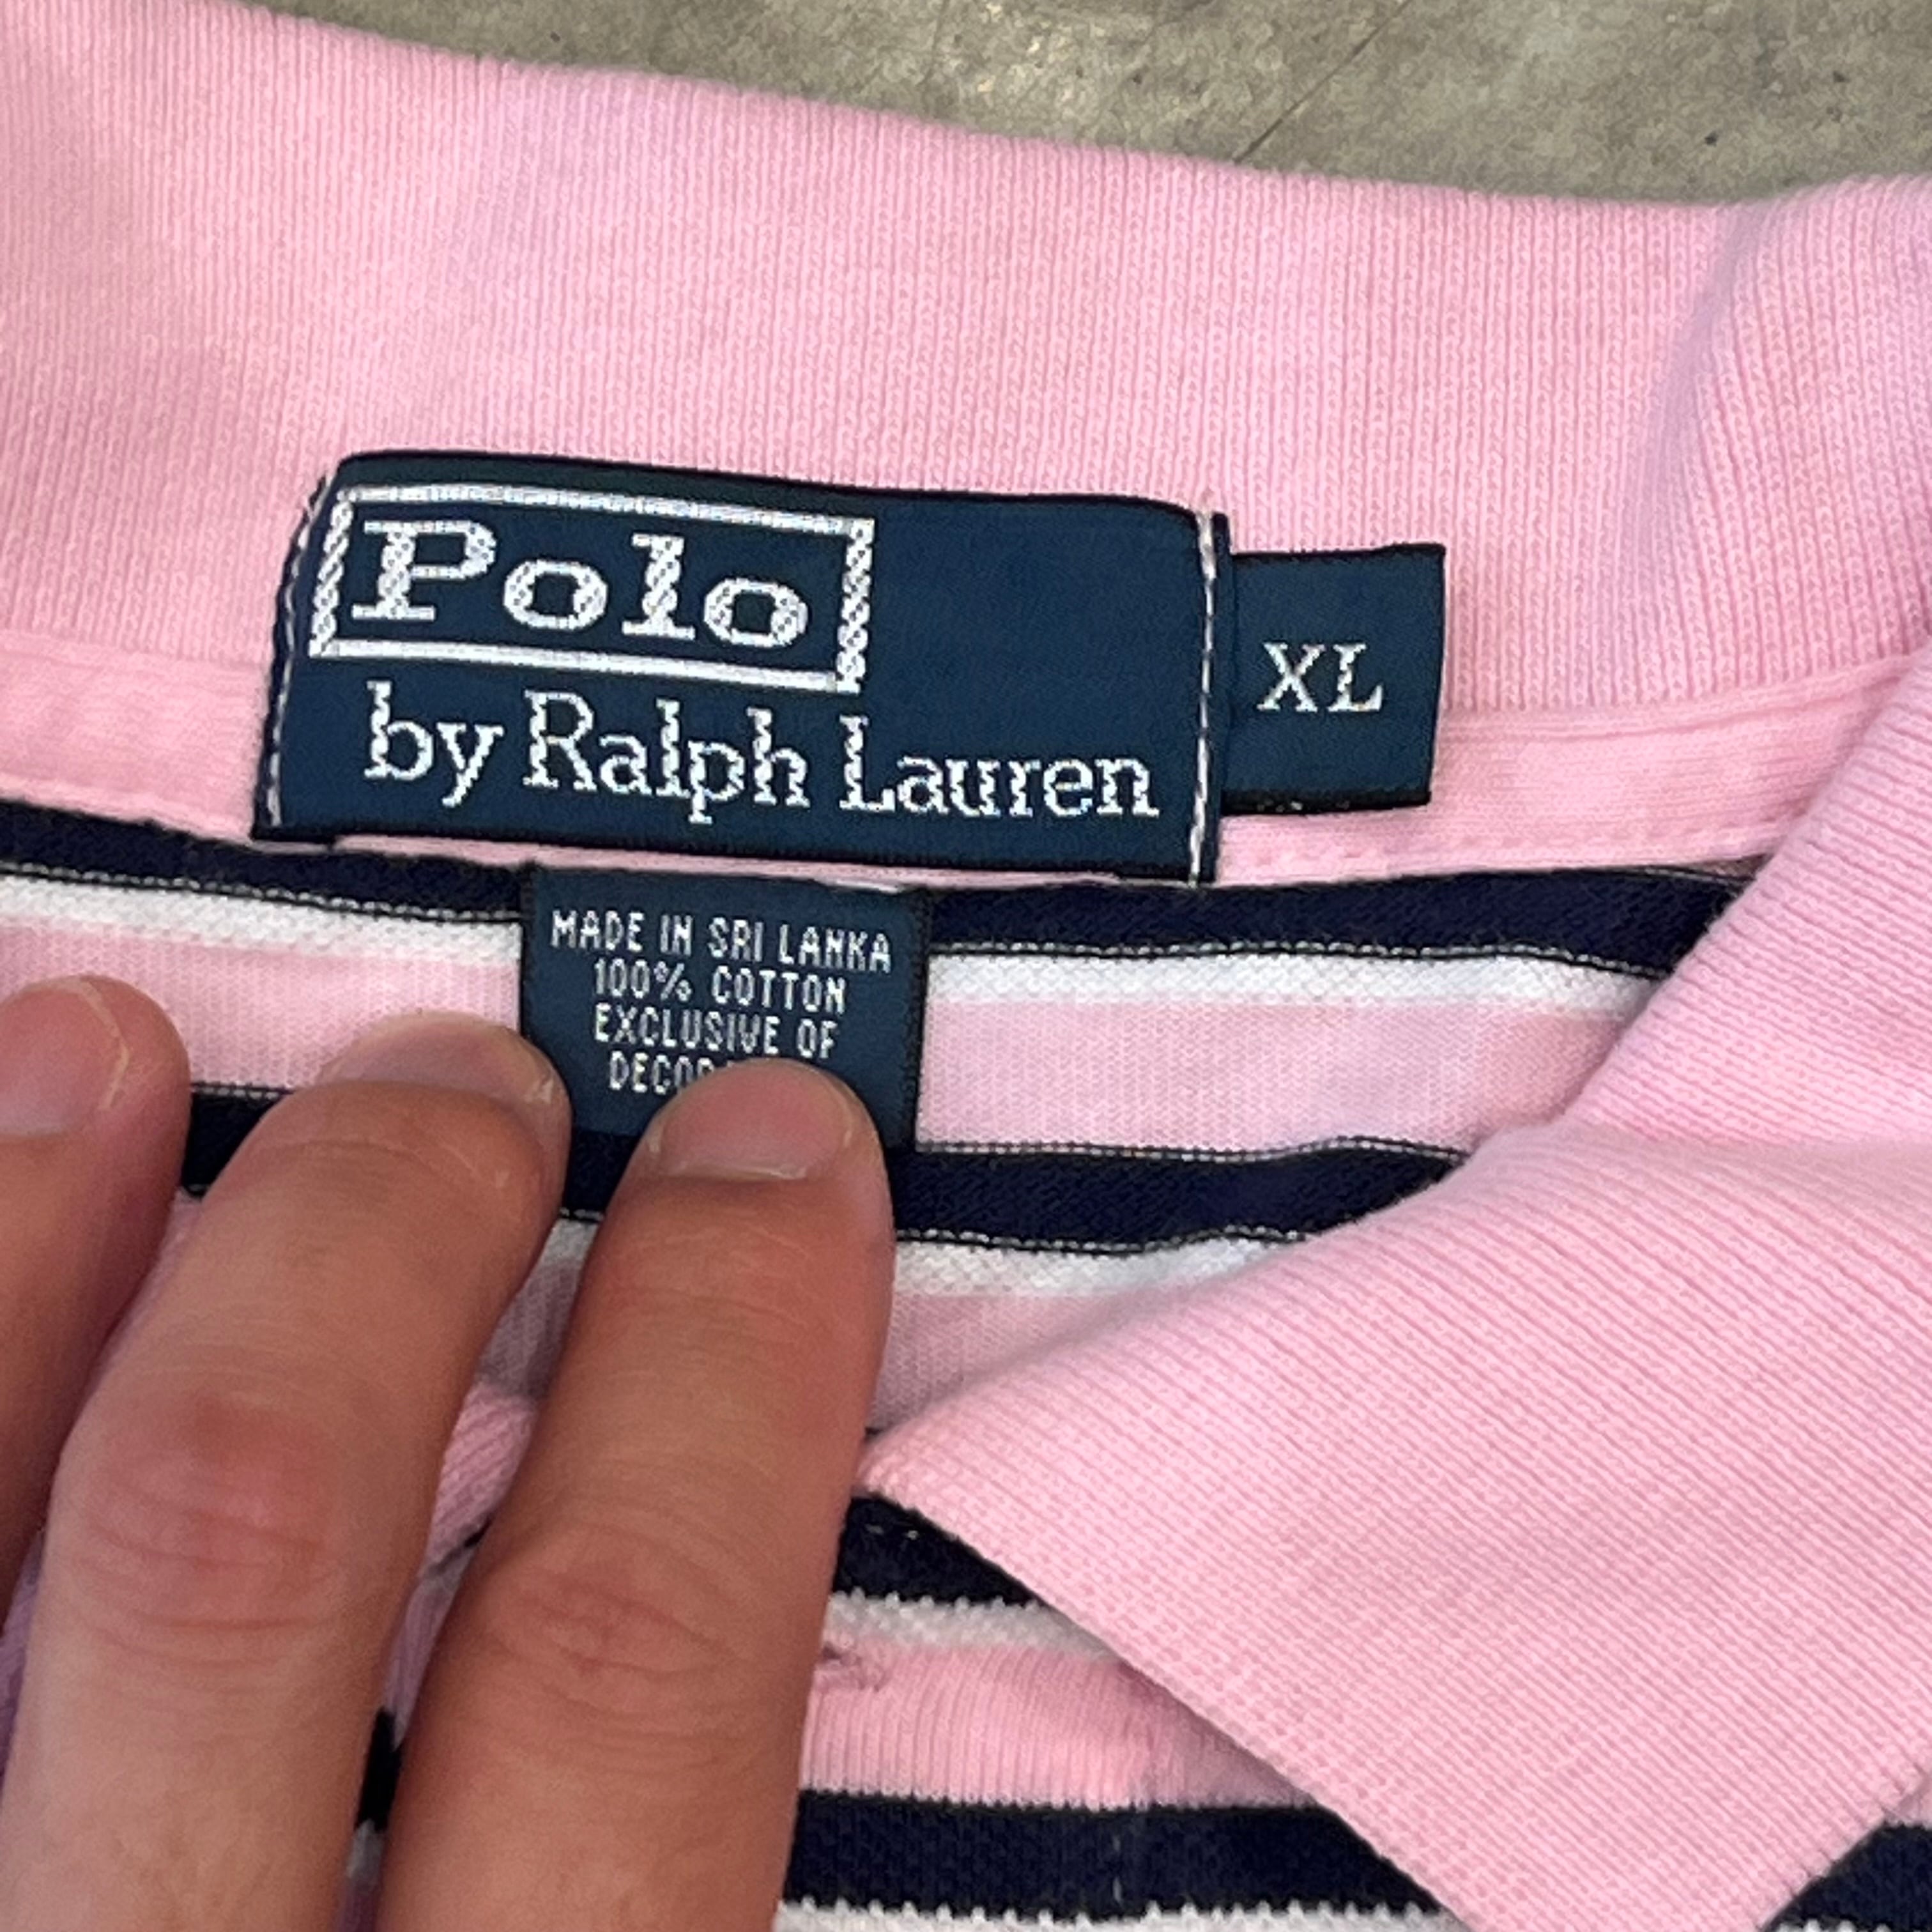 Polo
by Ralph Lauren
XL
MADE IN SRI LANKA
100% COTTON
EXCLUSIVE OF